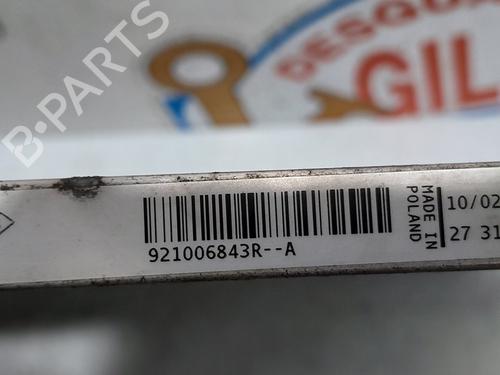 B-PARTS
DESGUA
GIL
921006843R--A
MADE IN
POLAND
10/02
27 31